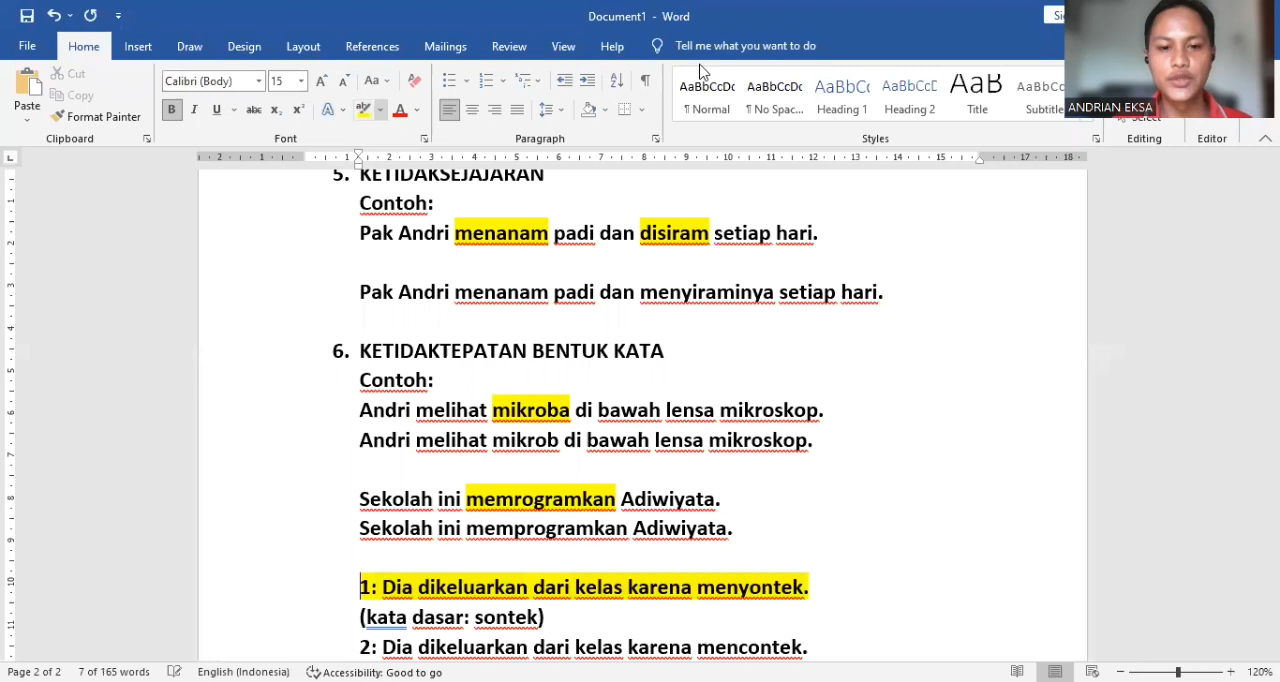 Document1 - Word
File Home Insert Draw Design Layout References Mailings Review View Help Tell me what you want to do
Paste
Cut
Copy
Format Painter
Clipboard
Calibri (Body) 15
Font
Paragraph
AaBbCcDc AaBbCcDc AaBbCc AaBbCcD AaB
¶ Normal ¶ No Spac... Heading 1 Heading 2 Title Subtitle
Styles
Select
Editing
Editor
ANDRIAN EKSA
5. KETIDAKSEJAJARAN
Contoh:
Pak Andri menanam padi dan disiram setiap hari.
Pak Andri menanam padi dan menyiraminya setiap hari.
6. KETIDAKTEPATAN BENTUK KATA
Contoh:
Andri melihat mikroba di bawah lensa mikroskop.
Andri melihat mikrob di bawah lensa mikroskop.
Sekolah ini memrogramkan Adiwiyata.
Sekolah ini memprogramkan Adiwiyata.
1: Dia dikeluarkan dari kelas karena menyontek.
(kata dasar: sontek)
2: Dia dikeluarkan dari kelas karena mencontek.
Page 2 of 2 7 of 165 words English (Indonesia) Accessibility: Good to go 120%